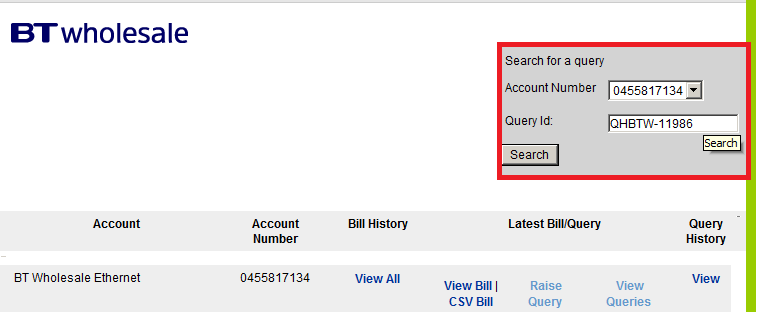 BT wholesale
Search for a query
Account Number 0455817134
Query Id: QHBTW-11986
Search
Search
Account Account Number Bill History Latest Bill/Query Query History
BT Wholesale Ethernet 0455817134 View All View Bill | CSV Bill Raise Query View Queries View